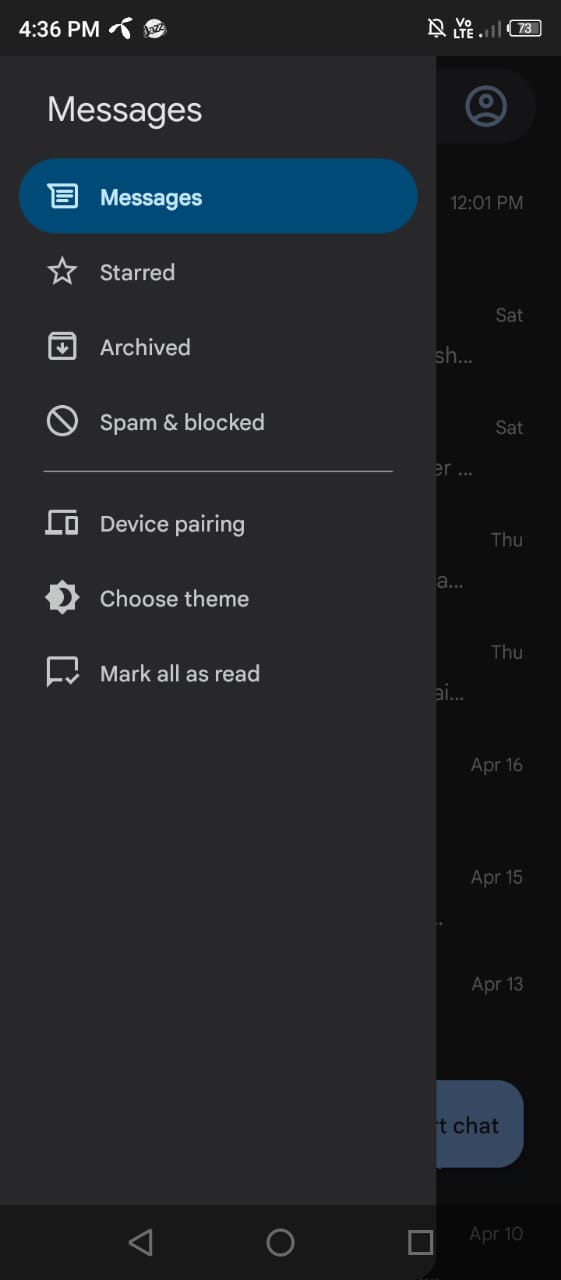 4:36 PM
Jazz
Vo
LTE
73
Messages
Messages
12:01 PM
Starred
Sat
Archived
sh...
Spam & blocked
Sat
er ...
Device pairing
Thu
a...
Choose theme
Thu
Mark all as read
ai...
Apr 16
Apr 15
..
Apr 13
t chat
Apr 10